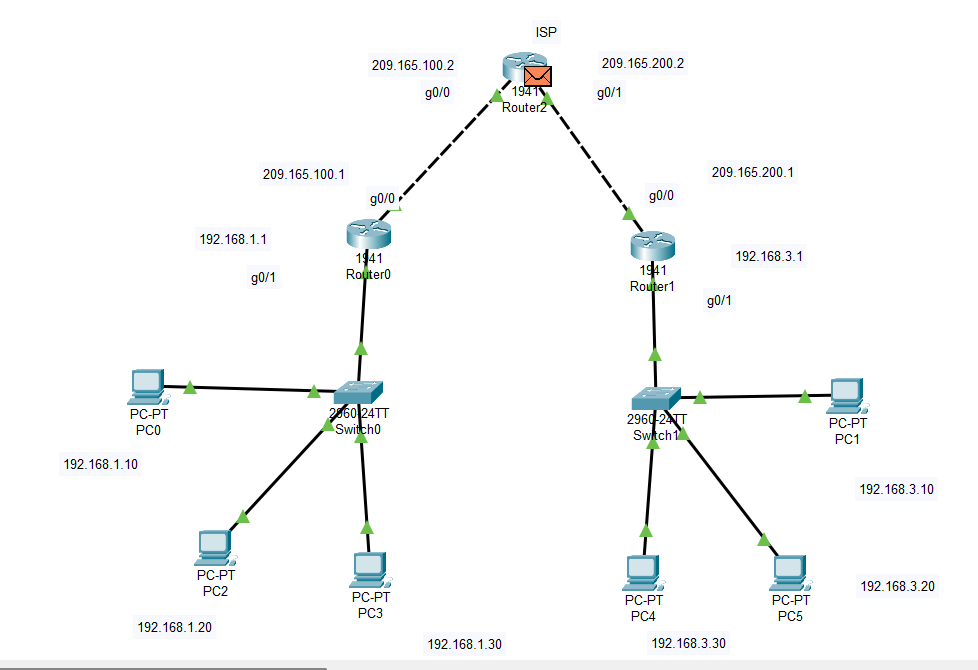 ISP
209.165.100.2
209.165.200.2
g0/0
g0/1
1941
Router2
209.165.100.1
209.165.200.1
g0/0
g0/0
192.168.1.1
192.168.3.1
1941
Router0
1941
Router1
g0/1
g0/1
2960-24TT
Switch0
2960-24TT
Switch1
PC-PT
PC0
PC-PT
PC1
192.168.1.10
192.168.3.10
PC-PT
PC2
PC-PT
PC3
PC-PT
PC4
PC-PT
PC5
192.168.3.20
192.168.1.20
192.168.1.30
192.168.3.30